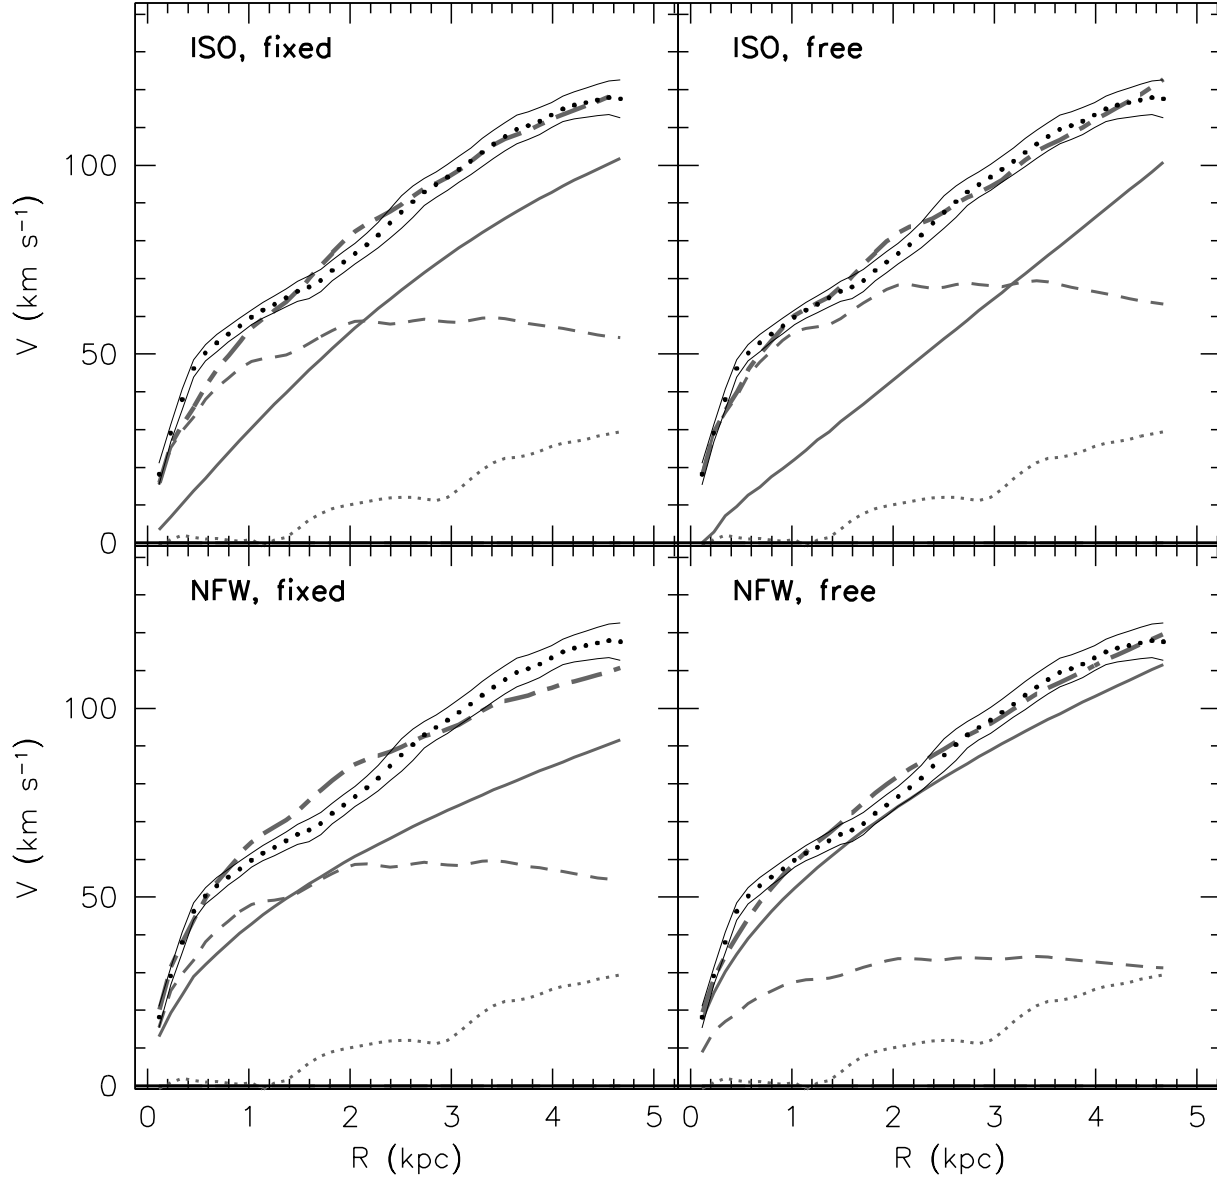 ISO, fixed
ISO, free
100
50
0
V (km s⁻¹)
NFW, fixed
NFW, free
100
50
0
V (km s⁻¹)
0 1 2 3 4 5
0 1 2 3 4 5
R (kpc)
R (kpc)